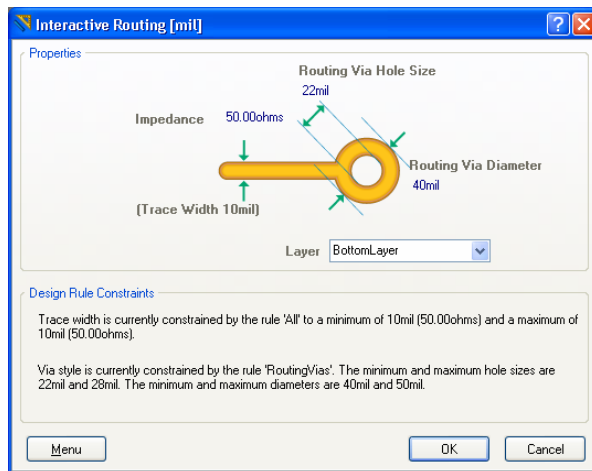 Interactive Routing [mil]
Properties
Routing Via Hole Size
22mil
Impedance 50.00ohms
Routing Via Diameter
40mil
(Trace Width 10mil)
Layer BottomLayer
Design Rule Constraints
Trace width is currently constrained by the rule 'All' to a minimum of 10mil (50.00ohms) and a maximum of
10mil (50.00ohms).
Via style is currently constrained by the rule 'RoutingVias'. The minimum and maximum hole sizes are
22mil and 28mil. The minimum and maximum diameters are 40mil and 50mil.
Menu OK Cancel